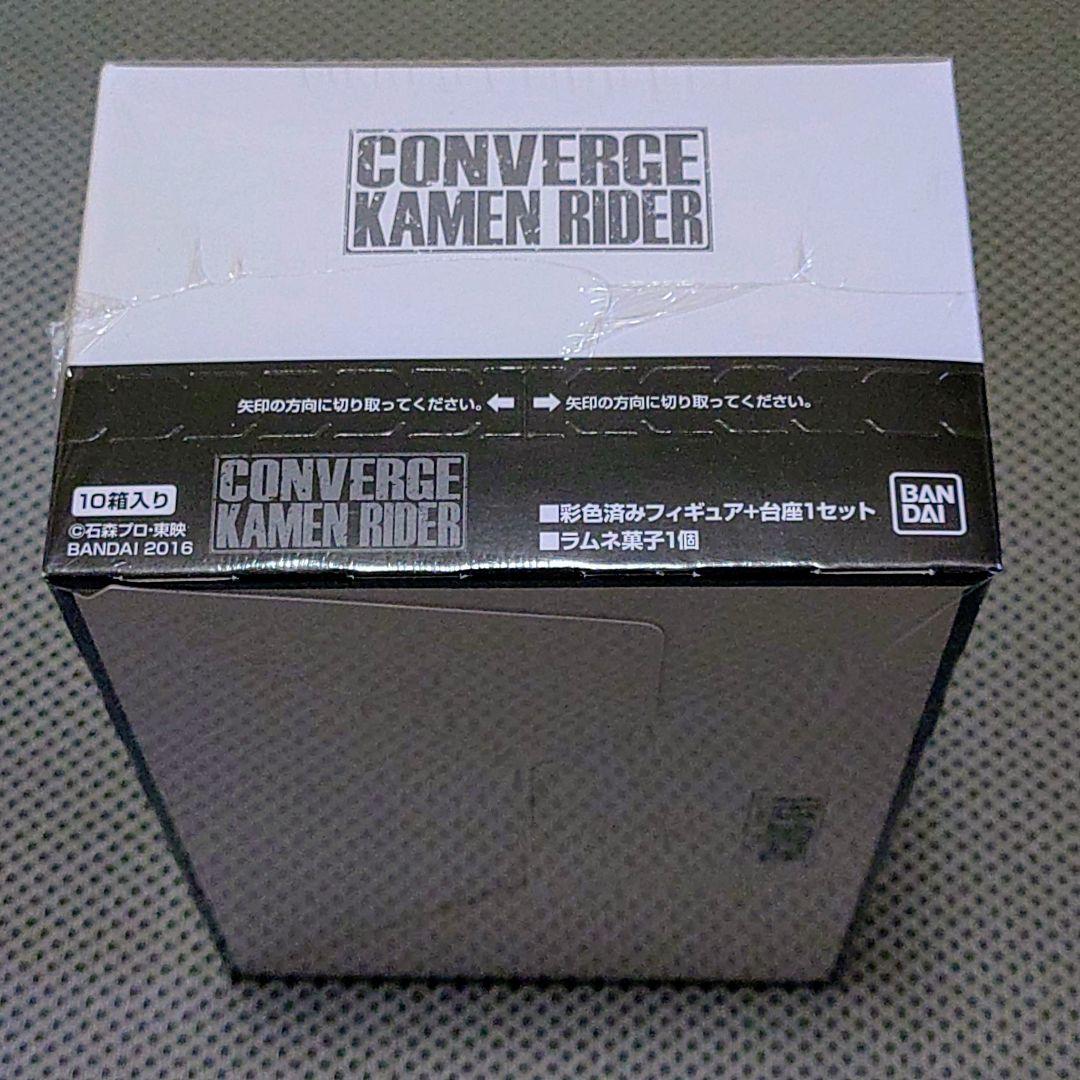 CONVERGE
KAMEN RIDER
矢印の方向に切り取ってください。← → 矢印の方向に切り取ってください。
10箱入り
©石森プロ・東映
BANDAI 2016
CONVERGE
KAMEN RIDER
■彩色済みフィギュア+台座1セット
■ラムネ菓子1個
BAN
DAI